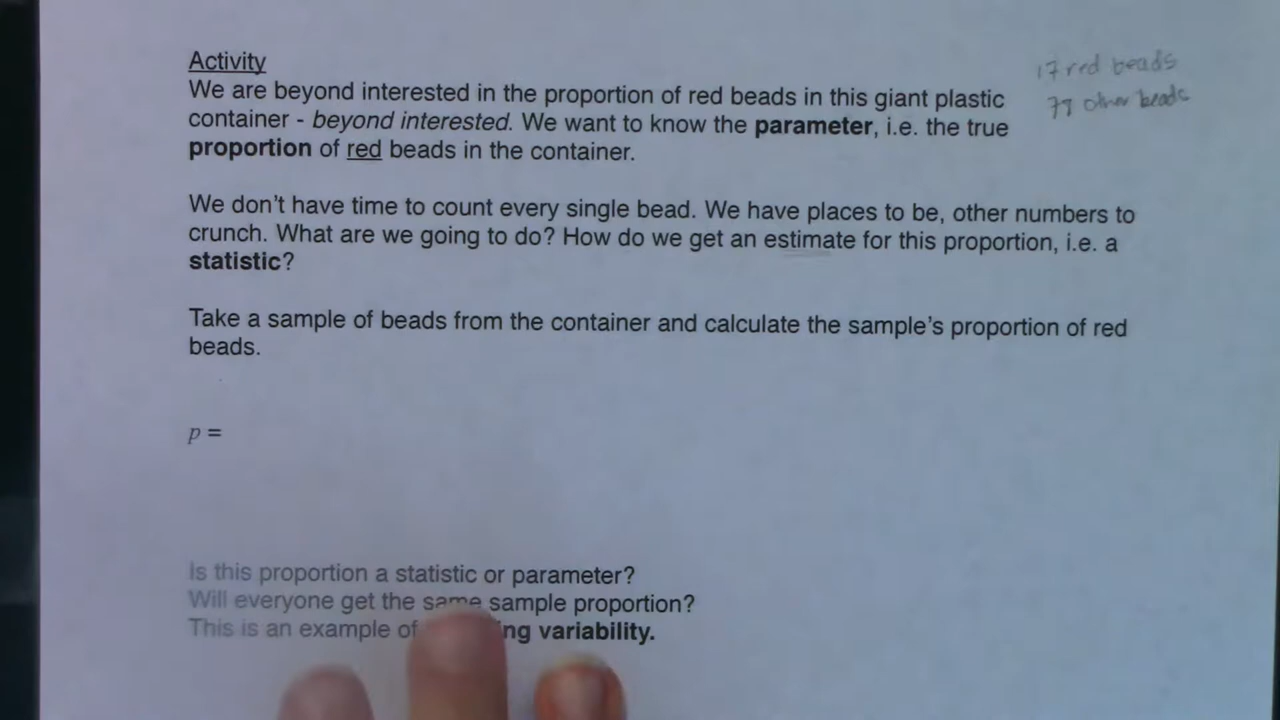 Activity
17 red beads
We are beyond interested in the proportion of red beads in this giant plastic
other beads
container - beyond interested. We want to know the parameter, i.e. the true
proportion of red beads in the container.
We don't have time to count every single bead. We have places to be, other numbers to
crunch. What are we going to do? How do we get an estimate for this proportion, i.e. a
statistic?
Take a sample of beads from the container and calculate the sample's proportion of red
beads.
p =
Is this proportion a statistic or parameter?
Will everyone get the same sample proportion?
This is an example of variability.